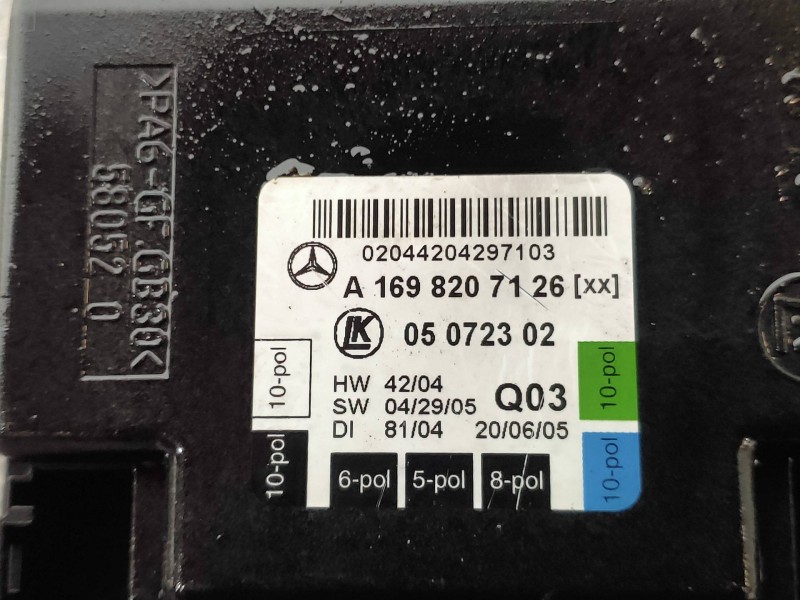 >PA6-GF GB30<
58052 0
02044204297103
A 169 820 71 26 [xx]
LK 05 0723 02
HW 42/04
SW 04/29/05
Q03
DI 81/04 20/06/05
10-pol
10-pol
10-pol
10-pol
6-pol 5-pol 8-pol